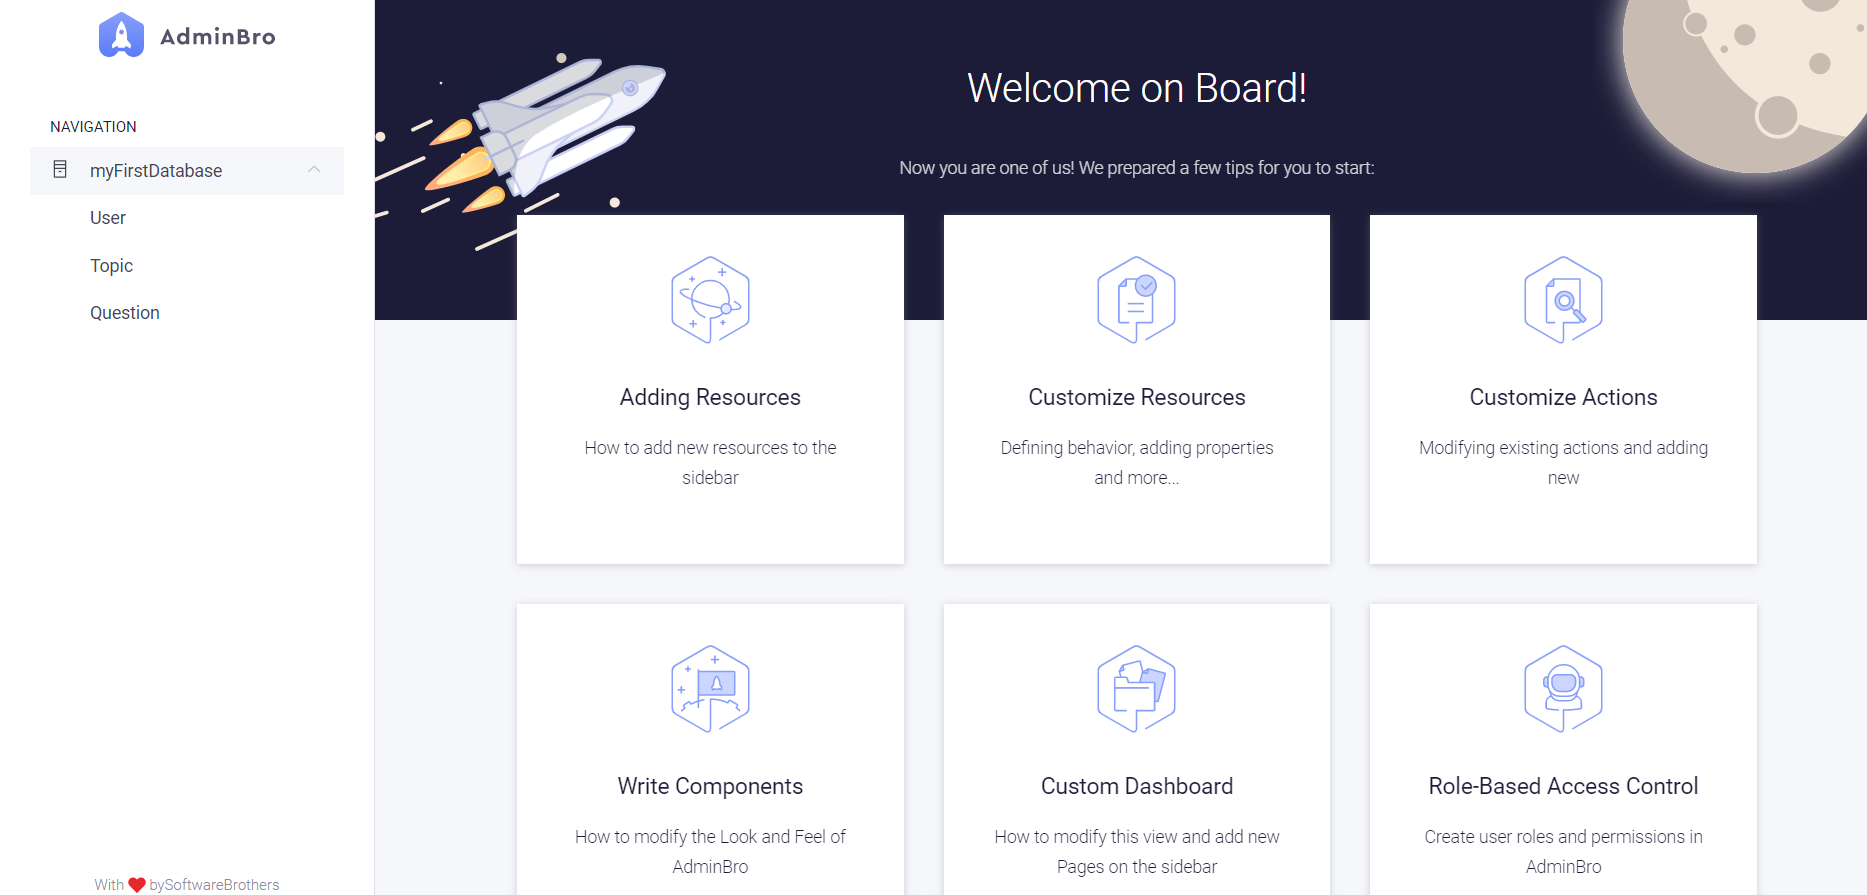 AdminBro
NAVIGATION
myFirstDatabase
User
Topic
Question
With ❤ bySoftwareBrothers
Welcome on Board!
Now you are one of us! We prepared a few tips for you to start:
Adding Resources
How to add new resources to the
sidebar
Customize Resources
Defining behavior, adding properties
and more...
Customize Actions
Modifying existing actions and adding
new
Write Components
How to modify the Look and Feel of
AdminBro
Custom Dashboard
How to modify this view and add new
Pages on the sidebar
Role-Based Access Control
Create user roles and permissions in
AdminBro